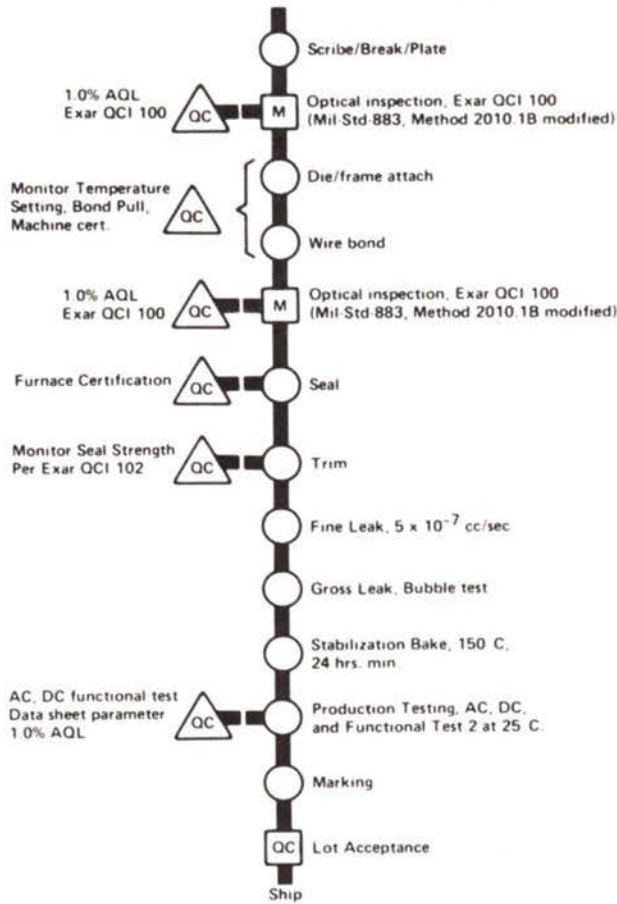 Scribe/Break/Plate
1.0% AQL
Exar QCI 100
QC
M
Optical inspection, Exar QCI 100
(Mil-Std-883, Method 2010.1B modified)
Die/frame attach
Monitor Temperature
Setting, Bond Pull,
Machine cert.
QC
Wire bond
1.0% AQL
Exar QCI 100
QC
M
Optical inspection, Exar QCI 100
(Mil-Std-883, Method 2010.1B modified)
Furnace Certification
QC
Seal
Monitor Seal Strength
Per Exar QCI 102
QC
Trim
Fine Leak, 5 x 10⁻⁷ cc/sec
Gross Leak, Bubble test
Stabilization Bake, 150 C,
24 hrs. min.
AC, DC functional test
Data sheet parameter
1.0% AQL
QC
Production Testing, AC, DC,
and Functional Test 2 at 25 C.
Marking
QC
Lot Acceptance
Ship